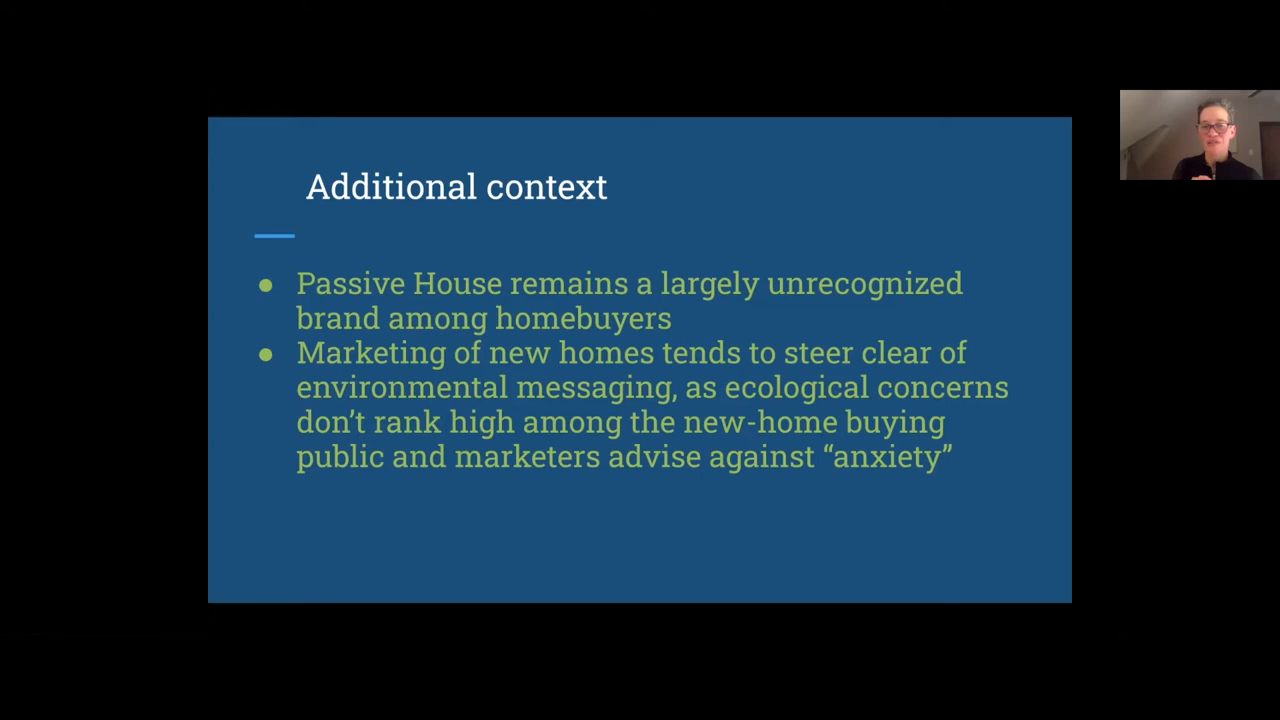 Additional context
● Passive House remains a largely unrecognized
brand among homebuyers
● Marketing of new homes tends to steer clear of
environmental messaging, as ecological concerns
don’t rank high among the new-home buying
public and marketers advise against “anxiety”